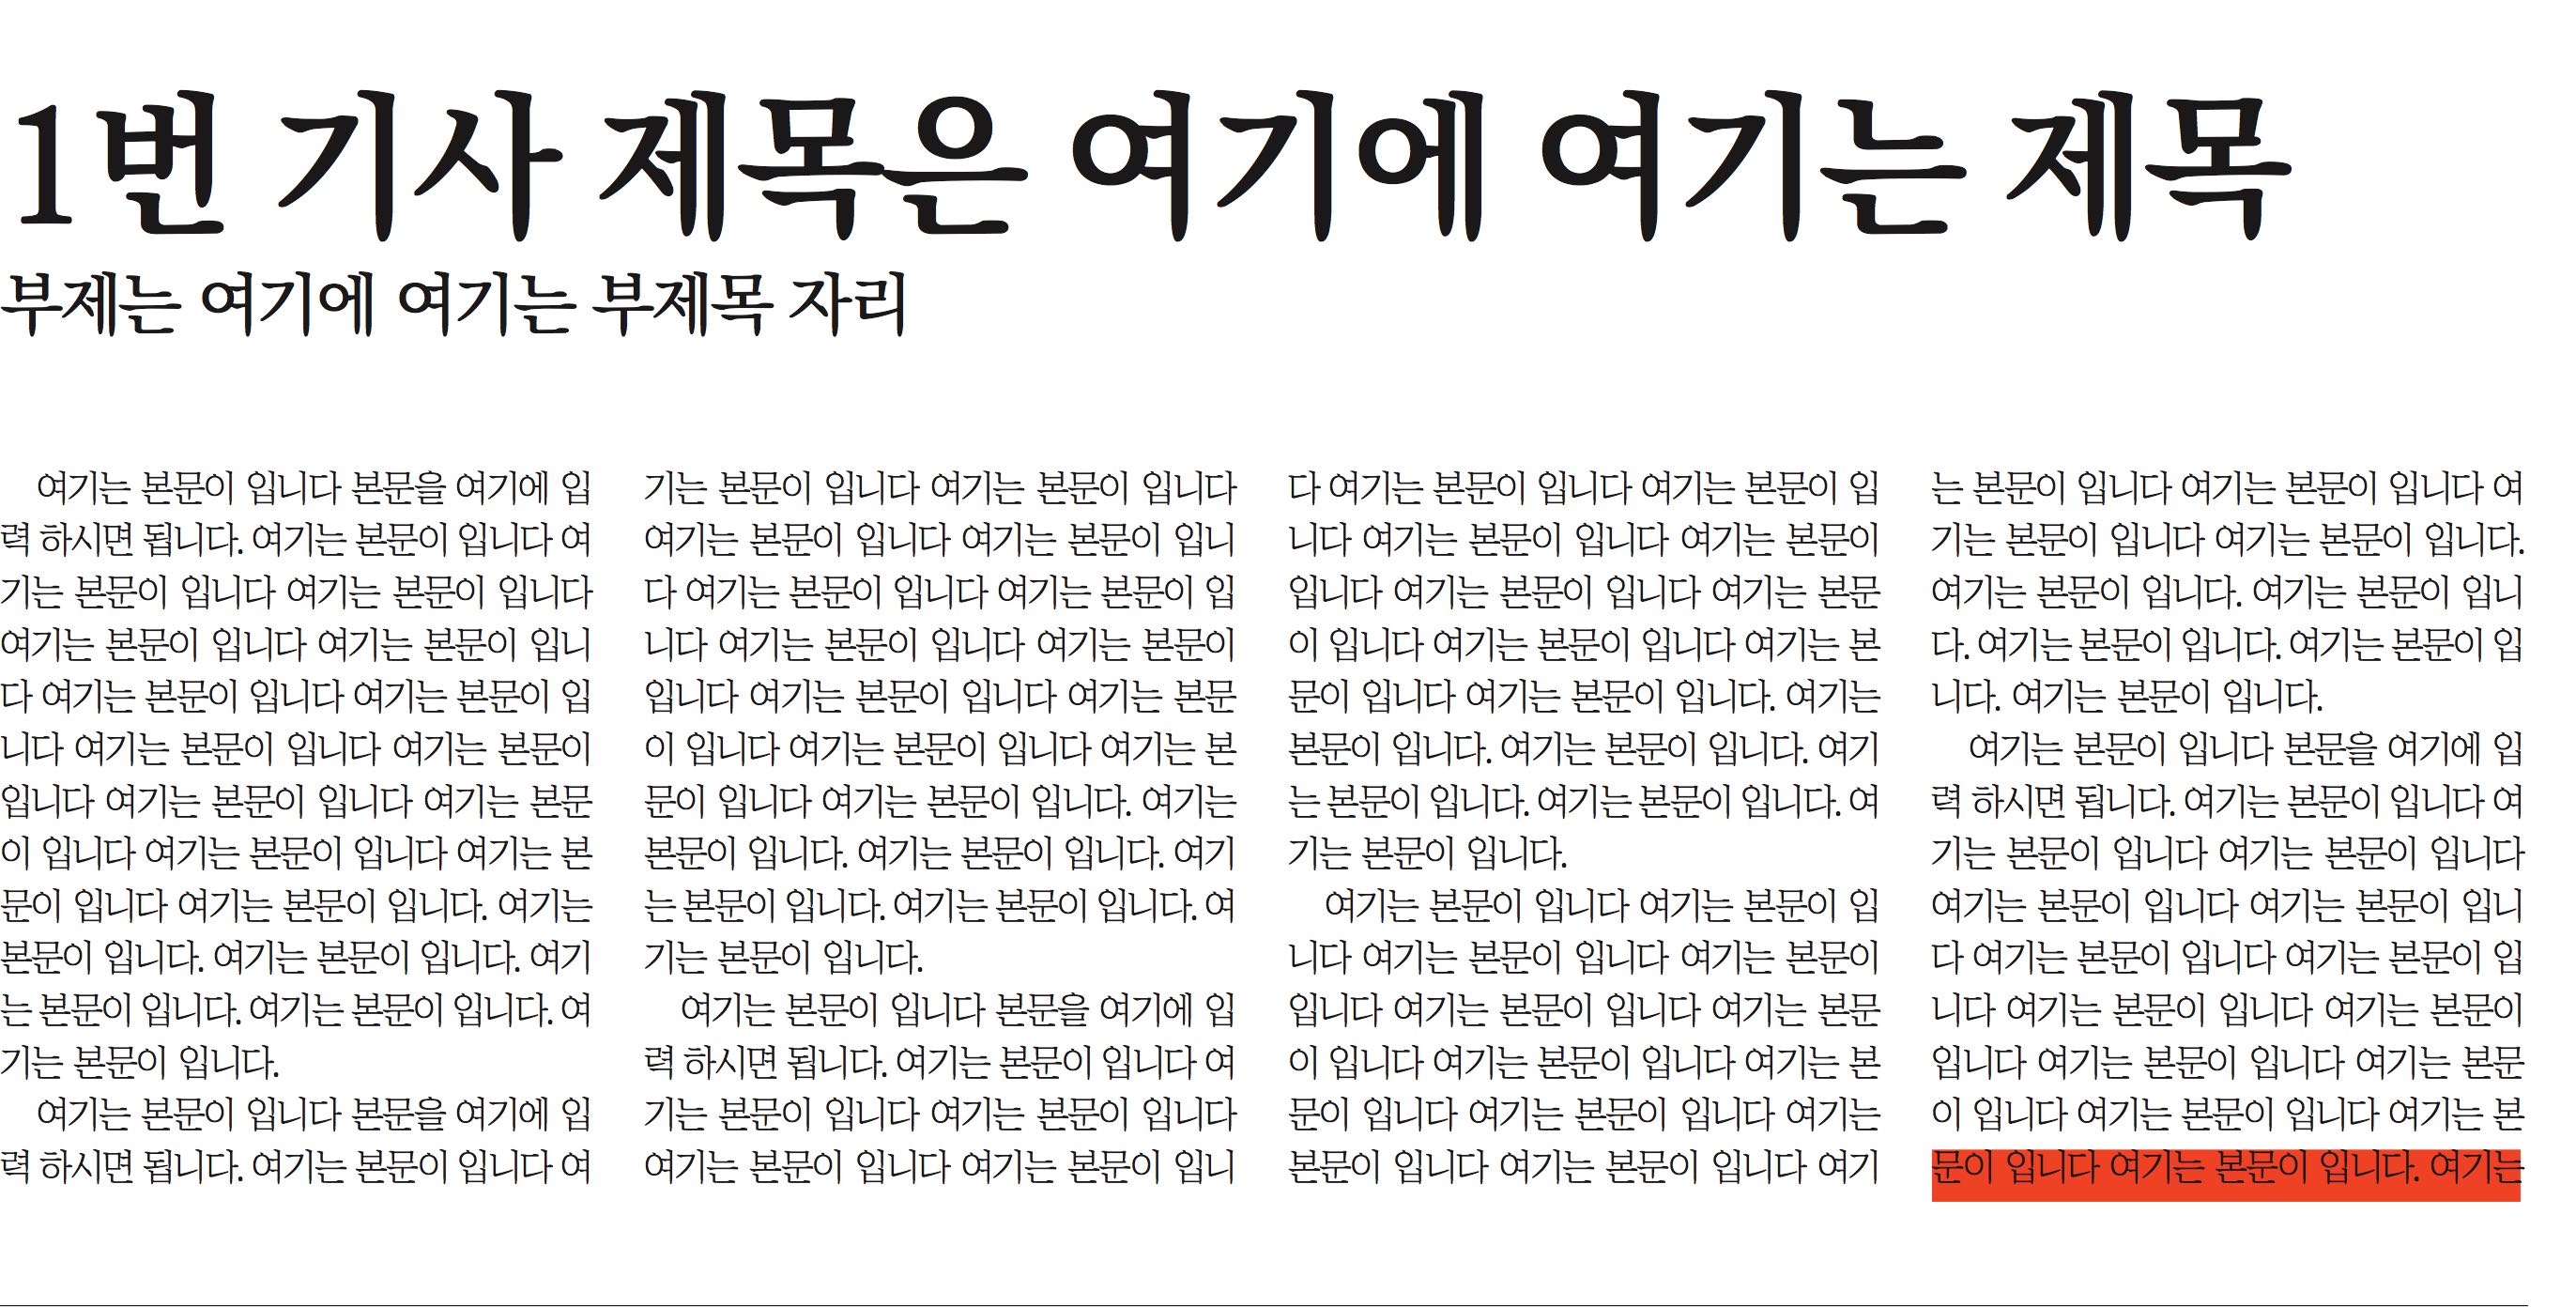 1번 기사 제목은 여기에 여기는 제목
부제는 여기에 여기는 부제목 자리
여기는 본문이 입니다 본문을 여기에 입
력 하시면 됩니다. 여기는 본문이 입니다 여
기는 본문이 입니다 여기는 본문이 입니다
여기는 본문이 입니다 여기는 본문이 입니
다 여기는 본문이 입니다 여기는 본문이 입
니다 여기는 본문이 입니다 여기는 본문이
입니다 여기는 본문이 입니다 여기는 본문
이 입니다 여기는 본문이 입니다 여기는 본
문이 입니다 여기는 본문이 입니다. 여기는
본문이 입니다. 여기는 본문이 입니다. 여기
는 본문이 입니다. 여기는 본문이 입니다. 여
기는 본문이 입니다.
여기는 본문이 입니다 본문을 여기에 입
력 하시면 됩니다. 여기는 본문이 입니다 여
기는 본문이 입니다 여기는 본문이 입니다
여기는 본문이 입니다 여기는 본문이 입니
다 여기는 본문이 입니다 여기는 본문이 입
니다 여기는 본문이 입니다 여기는 본문이
입니다 여기는 본문이 입니다 여기는 본문
이 입니다 여기는 본문이 입니다 여기는 본
문이 입니다 여기는 본문이 입니다. 여기는
본문이 입니다. 여기는 본문이 입니다. 여기
는 본문이 입니다. 여기는 본문이 입니다. 여
기는 본문이 입니다.
여기는 본문이 입니다 본문을 여기에 입
력 하시면 됩니다. 여기는 본문이 입니다 여
기는 본문이 입니다 여기는 본문이 입니다
여기는 본문이 입니다 여기는 본문이 입니
다 여기는 본문이 입니다 여기는 본문이 입
니다 여기는 본문이 입니다 여기는 본문이
입니다 여기는 본문이 입니다 여기는 본문
이 입니다 여기는 본문이 입니다 여기는 본
문이 입니다 여기는 본문이 입니다. 여기는
본문이 입니다. 여기는 본문이 입니다. 여기
는 본문이 입니다. 여기는 본문이 입니다. 여
기는 본문이 입니다.
여기는 본문이 입니다 여기는 본문이 입
니다 여기는 본문이 입니다 여기는 본문이
입니다 여기는 본문이 입니다 여기는 본문
이 입니다 여기는 본문이 입니다 여기는 본
문이 입니다 여기는 본문이 입니다 여기는
본문이 입니다 여기는 본문이 입니다 여기
는 본문이 입니다 여기는 본문이 입니다 여
기는 본문이 입니다 여기는 본문이 입니다.
여기는 본문이 입니다. 여기는 본문이 입니
다. 여기는 본문이 입니다. 여기는 본문이 입
니다. 여기는 본문이 입니다.
여기는 본문이 입니다 본문을 여기에 입
력 하시면 됩니다. 여기는 본문이 입니다 여
기는 본문이 입니다 여기는 본문이 입니다
여기는 본문이 입니다 여기는 본문이 입니
다 여기는 본문이 입니다 여기는 본문이 입
니다 여기는 본문이 입니다 여기는 본문이
입니다 여기는 본문이 입니다 여기는 본문
이 입니다 여기는 본문이 입니다 여기는 본
문이 입니다 여기는 본문이 입니다. 여기는